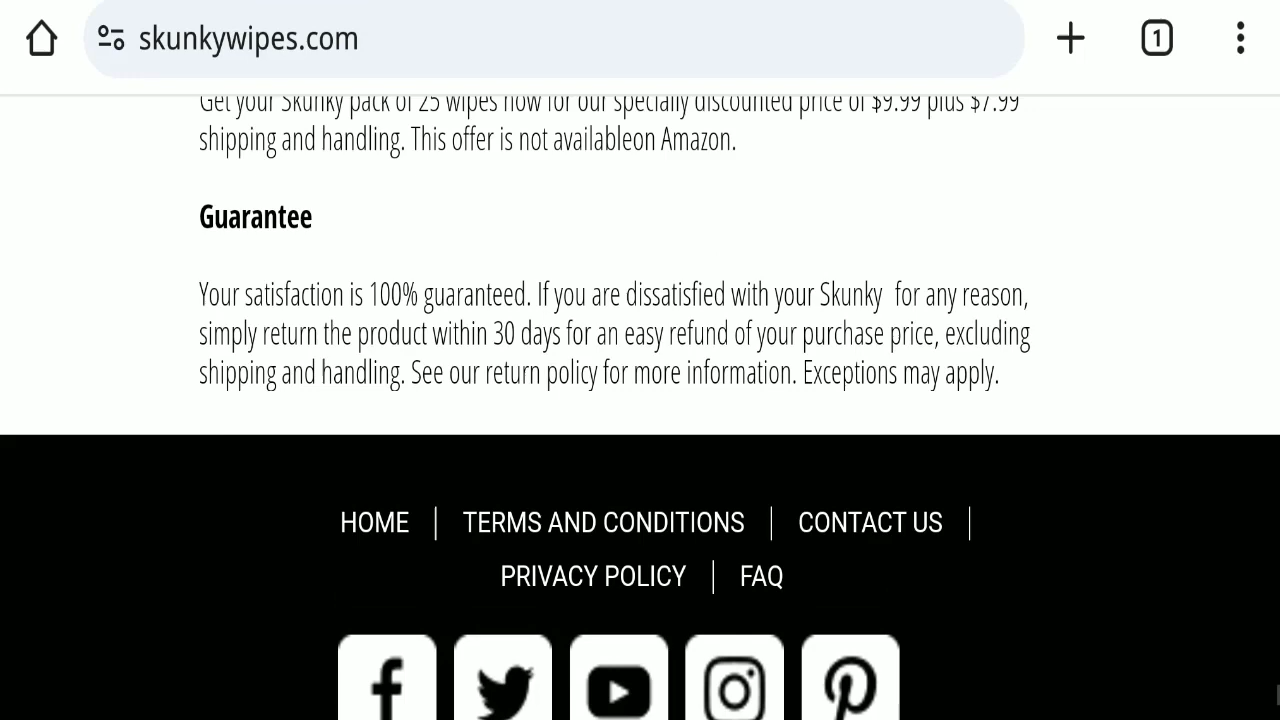 skunkywipes.com
1
Get your Skunky pack of 25 wipes now for our specially discounted price of $9.99 plus $7.99
shipping and handling. This offer is not availableon Amazon.
Guarantee
Your satisfaction is 100% guaranteed. If you are dissatisfied with your Skunky  for any reason,
simply return the product within 30 days for an easy refund of your purchase price, excluding
shipping and handling. See our return policy for more information. Exceptions may apply.
HOME | TERMS AND CONDITIONS | CONTACT US |
PRIVACY POLICY | FAQ